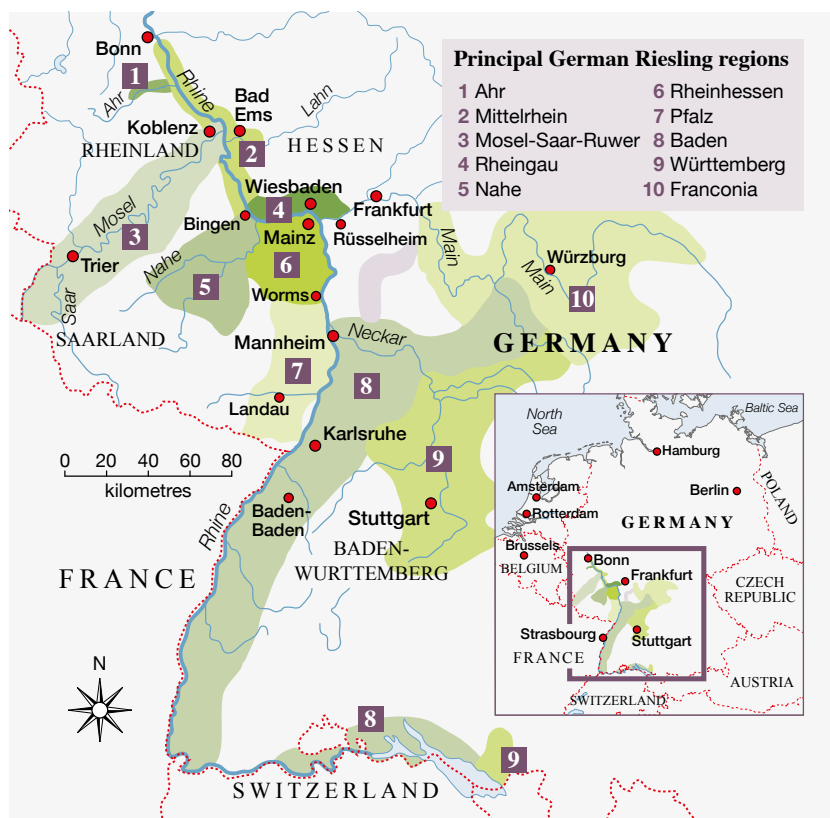 Principal German Riesling regions
1 Ahr
2 Mittelrhein
3 Mosel-Saar-Ruwer
4 Rheingau
5 Nahe
6 Rheinhessen
7 Pfalz
8 Baden
9 Württemberg
10 Franconia
Bonn
1
Ahr
Rhine
Bad
Ems
Lahn
Koblenz
RHEINLAND
2
HESSEN
Wiesbaden
4
Frankfurt
Mosel
3
Bingen
Mainz
Rüsselheim
Trier
Nahe
6
Main
Würzburg
Main
5
10
Saar
Worms
SAARLAND
Mannheim
Neckar
GERMANY
7
8
Landau
Karlsruhe
9
0 20 40 60 80
kilometres
Baden-
Baden
Stuttgart
Rhine
BADEN-
WURTTEMBERG
FRANCE
N
8
9
SWITZERLAND
North
Sea
Baltic Sea
Hamburg
Amsterdam
Berlin
POLAND
Rotterdam
GERMANY
Brussels
BELGIUM
Bonn
Frankfurt
CZECH
REPUBLIC
Strasbourg
Stuttgart
FRANCE
AUSTRIA
SWITZERLAND